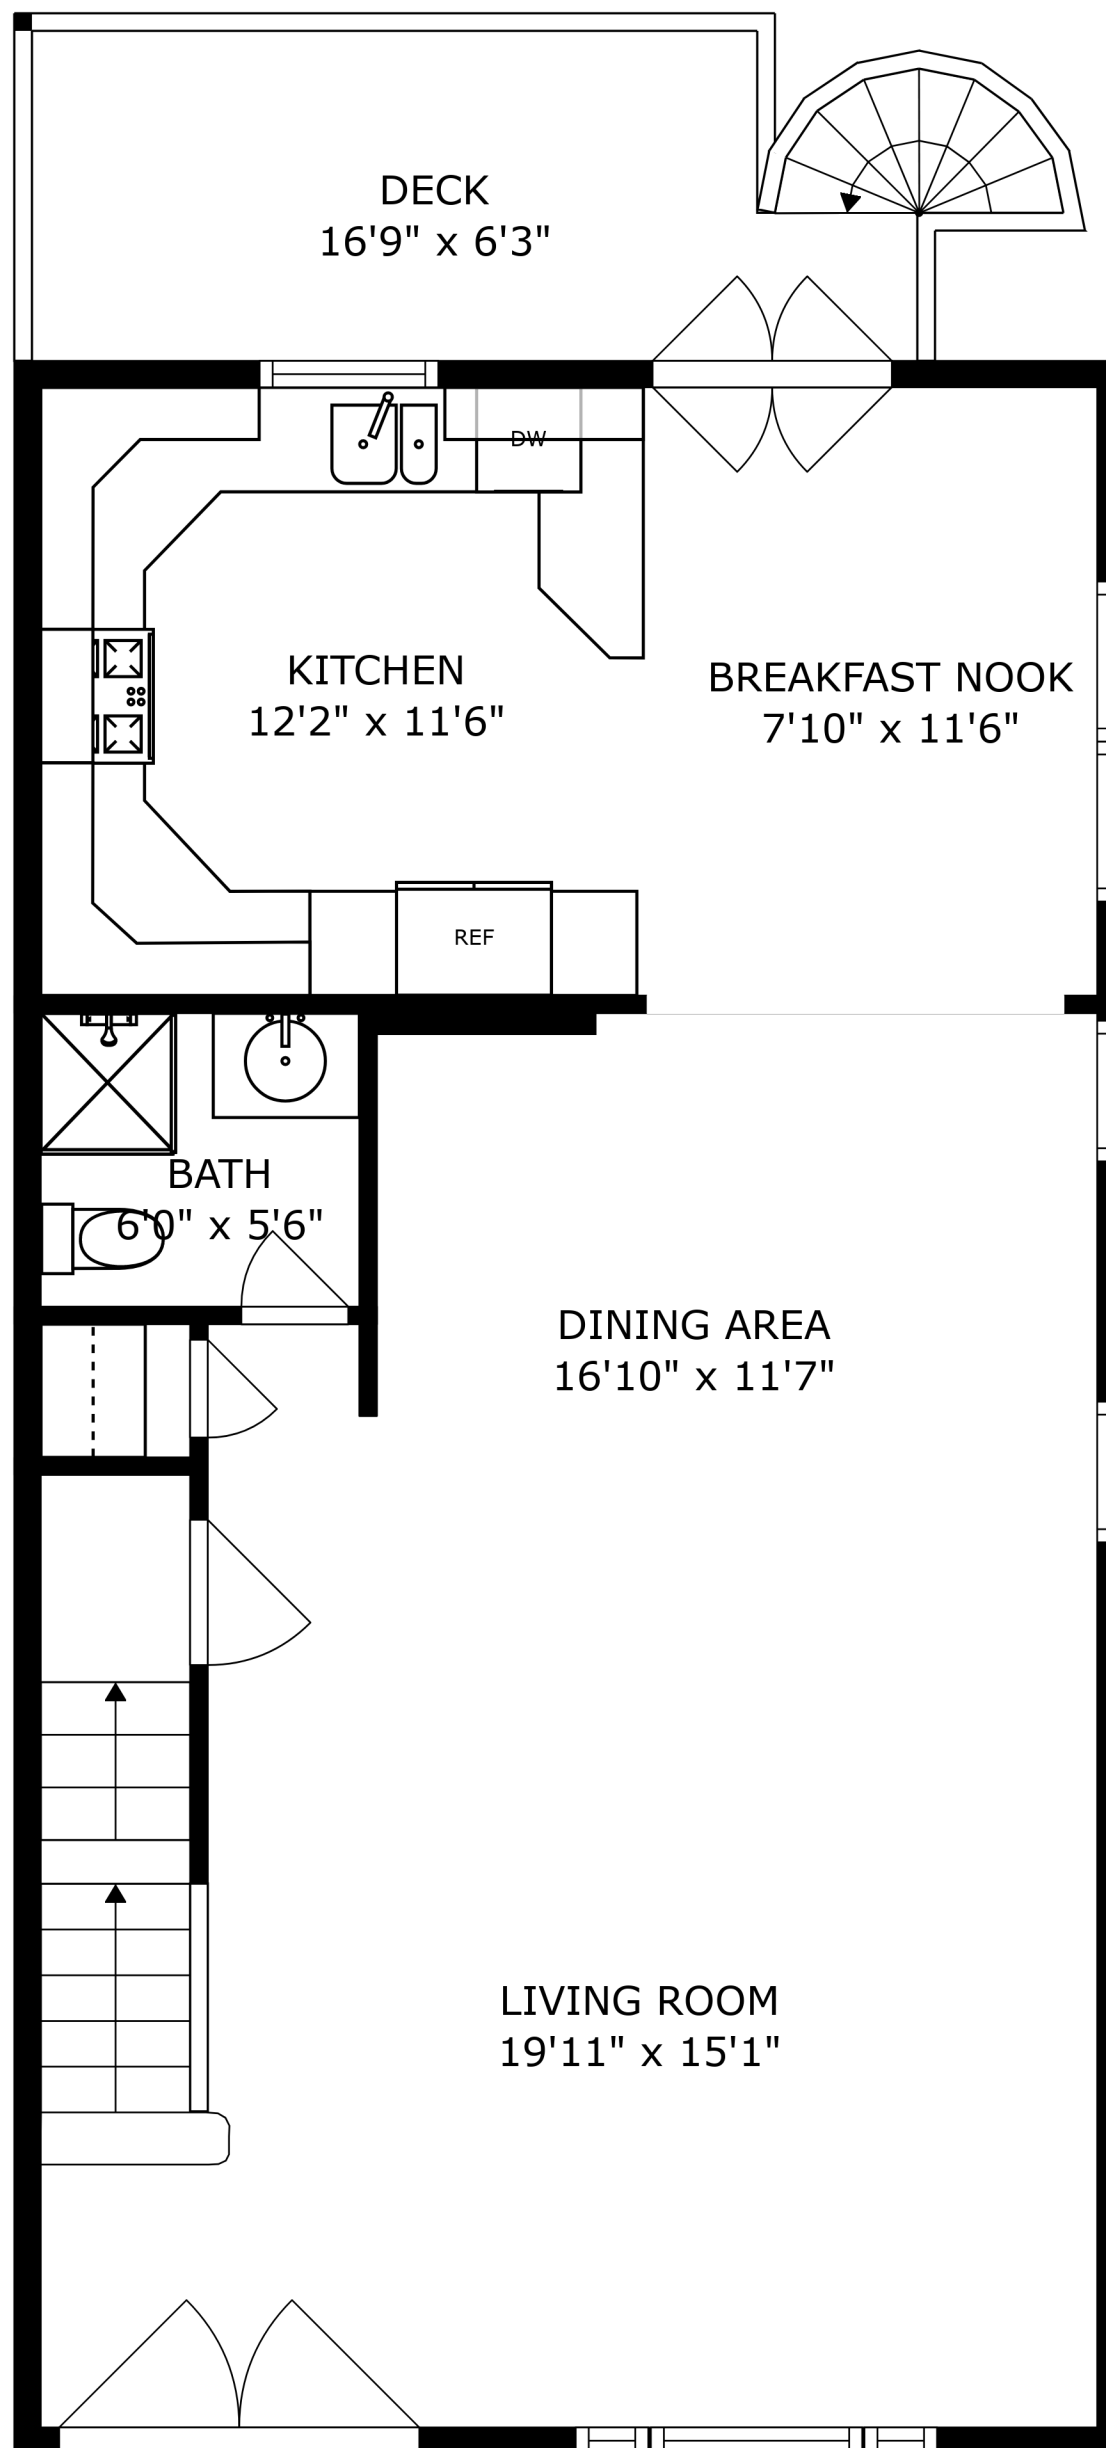 DECK
16'9" x 6'3"
DW
KITCHEN
12'2" x 11'6"
BREAKFAST NOOK
7'10" x 11'6"
REF
BATH
6'0" x 5'6"
DINING AREA
16'10" x 11'7"
LIVING ROOM
19'11" x 15'1"